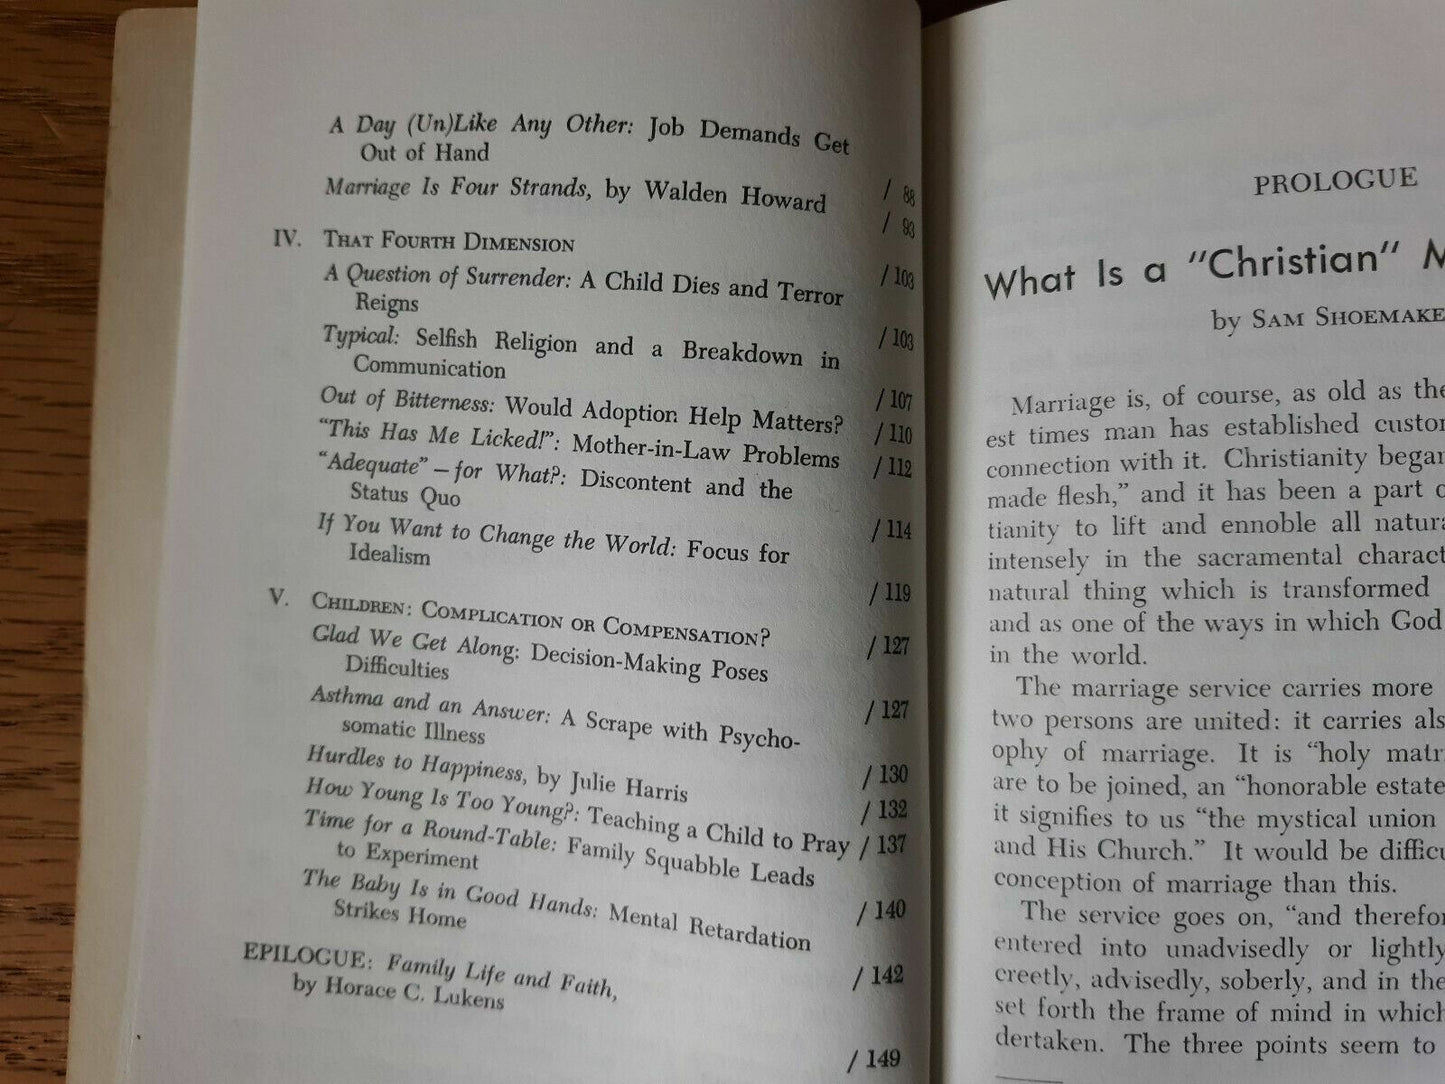 A Day (Un)Like Any Other: Job Demands Get
Out of Hand / 88
Marriage Is Four Strands, by Walden Howard / 93
IV. THAT FOURTH DIMENSION / 103
A Question of Surrender: A Child Dies and Terror
Reigns / 103
Typical: Selfish Religion and a Breakdown in
Communication / 107
Out of Bitterness: Would Adoption Help Matters? / 110
"This Has Me Licked!": Mother-in-Law Problems / 112
"Adequate" — for What?: Discontent and the
Status Quo / 114
If You Want to Change the World: Focus for
Idealism / 119
V. CHILDREN: COMPLICATION OR COMPENSATION? / 127
Glad We Get Along: Decision-Making Poses
Difficulties / 127
Asthma and an Answer: A Scrape with Psycho-
somatic Illness / 130
Hurdles to Happiness, by Julie Harris / 132
How Young Is Too Young?: Teaching a Child to Pray / 137
Time for a Round-Table: Family Squabble Leads
to Experiment / 140
The Baby Is in Good Hands: Mental Retardation
Strikes Home / 142
EPILOGUE: Family Life and Faith,
by Horace C. Lukens / 149
PROLOGUE
What Is a "Christian" M
by SAM SHOEMAKE
Marriage is, of course, as old as the
est times man has established custo
connection with it. Christianity began
made flesh," and it has been a part o
tianity to lift and ennoble all natura
intensely in the sacramental charact
natural thing which is transformed
and as one of the ways in which God
in the world.
The marriage service carries more
two persons are united: it carries als
ophy of marriage. It is "holy matr
are to be joined, an "honorable estate
it signifies to us "the mystical union
and His Church." It would be difficu
conception of marriage than this.
The service goes on, "and therefor
entered into unadvisedly or lightly
creetly, advisedly, soberly, and in the
set forth the frame of mind in which
dertaken. The three points seem to